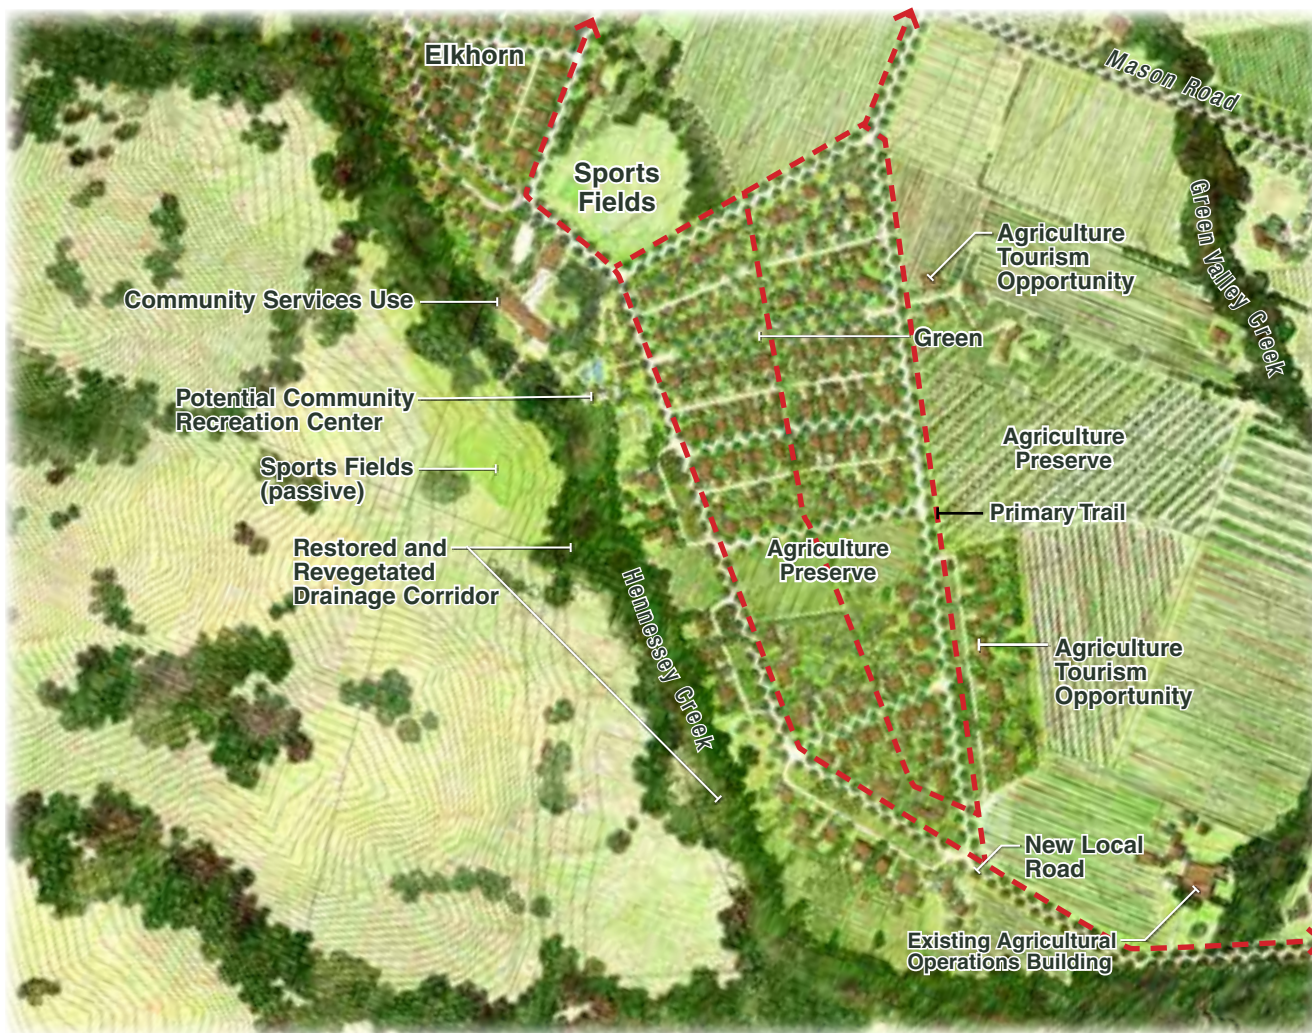 Elkhorn
Mason Road
Sports
Fields
Green Valley Creek
Agriculture
Tourism
Opportunity
Community Services Use
Green
Potential Community
Recreation Center
Agriculture
Preserve
Sports Fields
(passive)
Primary Trail
Restored and
Revegetated
Drainage Corridor
Agriculture
Preserve
Hennessey Creek
Agriculture
Tourism
Opportunity
New Local
Road
Existing Agricultural
Operations Building